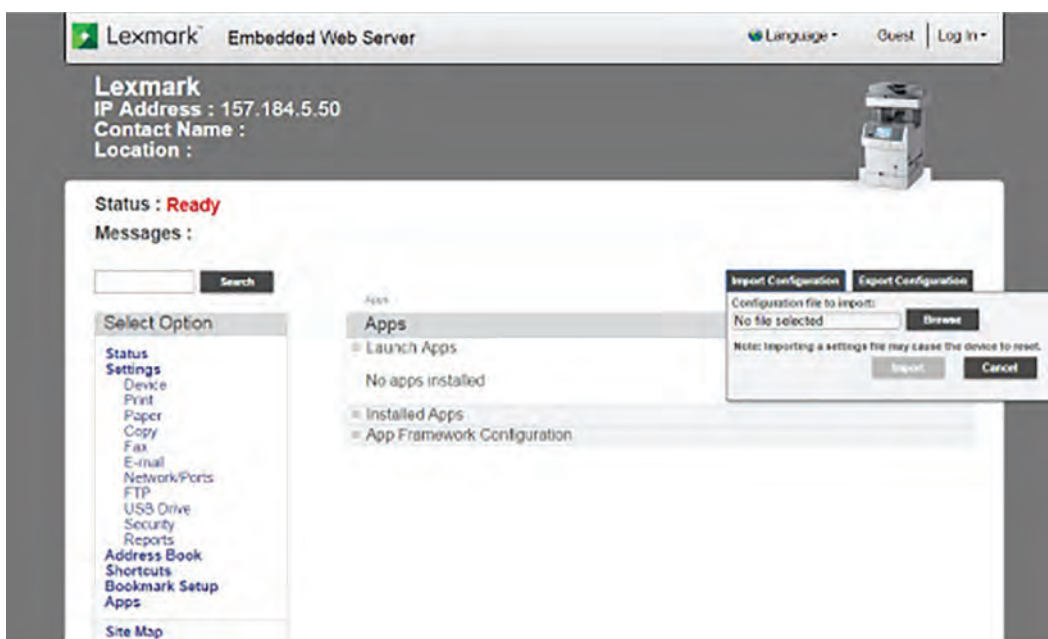 Lexmark™ Embedded Web Server
Language Guest Log In
Lexmark
IP Address : 157.184.5.50
Contact Name :
Location :
Status : Ready
Messages :
Search
Import Configuration Export Configuration
Configuration file to import:
No file selected Browse
Note: Importing a settings file may cause the device to reset.
Import Cancel
Apps
Apps
Launch Apps
No apps installed
Installed Apps
App Framework Configuration
Select Option
Status
Settings
Device
Print
Paper
Copy
Fax
E-mail
Network/Ports
FTP
USB Drive
Security
Reports
Address Book
Shortcuts
Bookmark Setup
Apps
Site Map